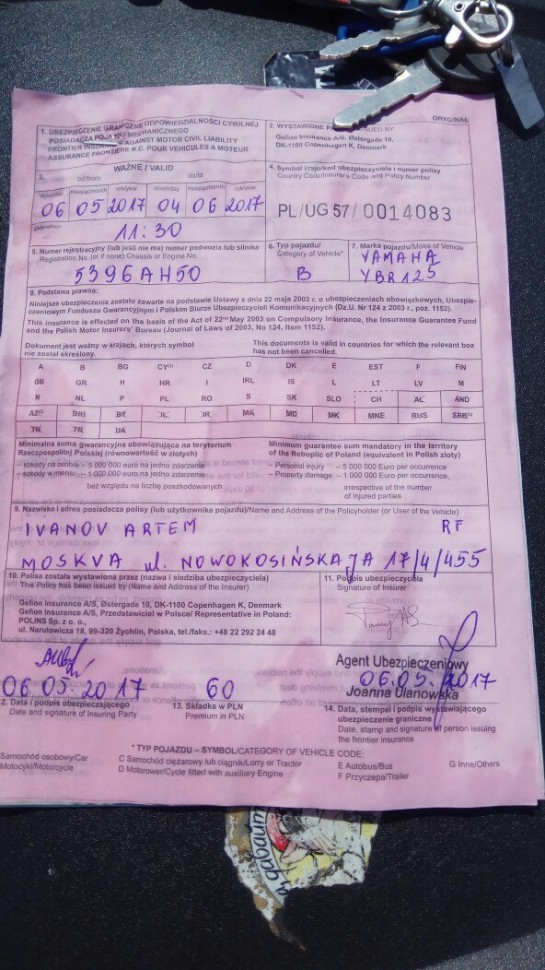 ORYGINAŁ
1. UBEZPIECZENIE GRANICZNE ODPOWIEDZIALNOŚCI CYWILNEJ
POSIADACZA POJAZDU MECHANICZNEGO
FRONTIER INSURANCE AGAINST MOTOR CIVIL LIABILITY
ASSURANCE FRONTIERE R.C. POUR VEHICULES A MOTEUR
2. WYSTAWIONE ISSUED BY
Gefion Insurance A/S, Østergade 10,
DK-1100 Copenhagen K, Denmark
3. WAŻNE / VALID
od/from do/to
dzień/day miesiąc/month rok/year dzień/day miesiąc/month rok/year
06 05 2017 04 06 2017
11:30
4. Symbol kraju/kod ubezpieczyciela i numer polisy
Country Code/Insurers Code and Policy Number
PL/UG 57/ 0014083
5. Numer rejestracyjny (lub jeśli nie ma) numer podwozia lub silnika
Registration No. (or if none) Chassis or Engine No.
5396AH50
6. Typ pojazdu/
Category of Vehicle*
B
7. Marka pojazdu/Make of Vehicle
YAMAHA
YBR125
8. Podstawa prawna:
Niniejsze ubezpieczenie zostało zawarte na podstawie Ustawy z dnia 22 maja 2003 r. o ubezpieczeniach obowiązkowych, Ubezpie-
czeniowym Funduszu Gwarancyjnym i Polskim Biurze Ubezpieczycieli Komunikacyjnych (Dz.U. Nr 124 z 2003 r., poz. 1152).
This insurance is effected on the basis of the Act of 22nd May 2003 on Compulsory Insurance, the Insurance Guarantee Fund
and the Polish Motor Insurers' Bureau (Journal of Laws of 2003, No 124, Item 1152).
Dokument jest ważny w krajach, których symbol
nie został skreślony.
This documents is valid in countries for which the relevant box
has not been cancelled.
A B BG CY CZ D DK E EST F FIN
GB GR H HR I IRL IS L LT LV M
N NL P PL RO S SK SLO CH AL AND
AZ BIH BY IL IR MA MD MK MNE RUS SRB
TN TR UA
Minimalna suma gwarancyjna obowiązująca na terytorium
Rzeczpospolitej Polskiej (równowartość w złotych)
– szkody na osobie – 5 000 000 euro na jedno zdarzenie
– szkody w mieniu – 1 000 000 euro na jedno zdarzenie
bez względu na liczbę poszkodowanych
Minimum guarantee sum mandatory in the territory
of the Rebuplic of Poland (equivalent in Polish zloty)
– Personal injury – 5 000 000 Euro per occurrence
– Property damage – 1 000 000 Euro per occurrence,
irrespective of the number
of injured parties
9. Nazwisko i adres posiadacza polisy (lub użytkownika pojazdu)/Name and Address of the Policyholder (or User of the Vehicle)
IVANOV ARTEM RF
MOSKVA ul. NOWOKOSIŃSKAJA 17/4/455
10. Polisa została wystawiona przez (nazwa i siedziba ubezpieczyciela)
This Policy has been issued by (Name and Address of the Insurer)
Gefion Insurance A/S, Østergade 10, DK-1100 Copenhagen K, Denmark
Gefion Insurance A/S, Przedstawiciel w Polsce/ Representative in Poland:
POLINS Sp. z o. o.,
ul. Narutowicza 18, 99-320 Żychlin, Polska, tel./faks.: +48 22 292 24 48
11. Podpis ubezpieczyciela
Signature of Insurer
06.05.2017
2. Data i podpis ubezpieczającego
Date and signature of Insuring Party
60
13. Składka w PLN
Premium in PLN
Agent Ubezpieczeniowy
06.05.2017
Joanna Ulanowska
14. Data, stempel i podpis wystawiającego
ubezpieczenie graniczne
Date, stamp and signature of person issuing
the frontier insurance
* TYP POJAZDU – SYMBOL/CATEGORY OF VEHICLE CODE:
Samochód osobowy/Car
Motocykl/Motorcycle
C Samochód ciężarowy lub ciągnik/Lorry or Tractor
D Motorower/Cycle fitted with auxiliary Engine
E Autobus/Bus
F Przyczepa/Trailer
G Inne/Others